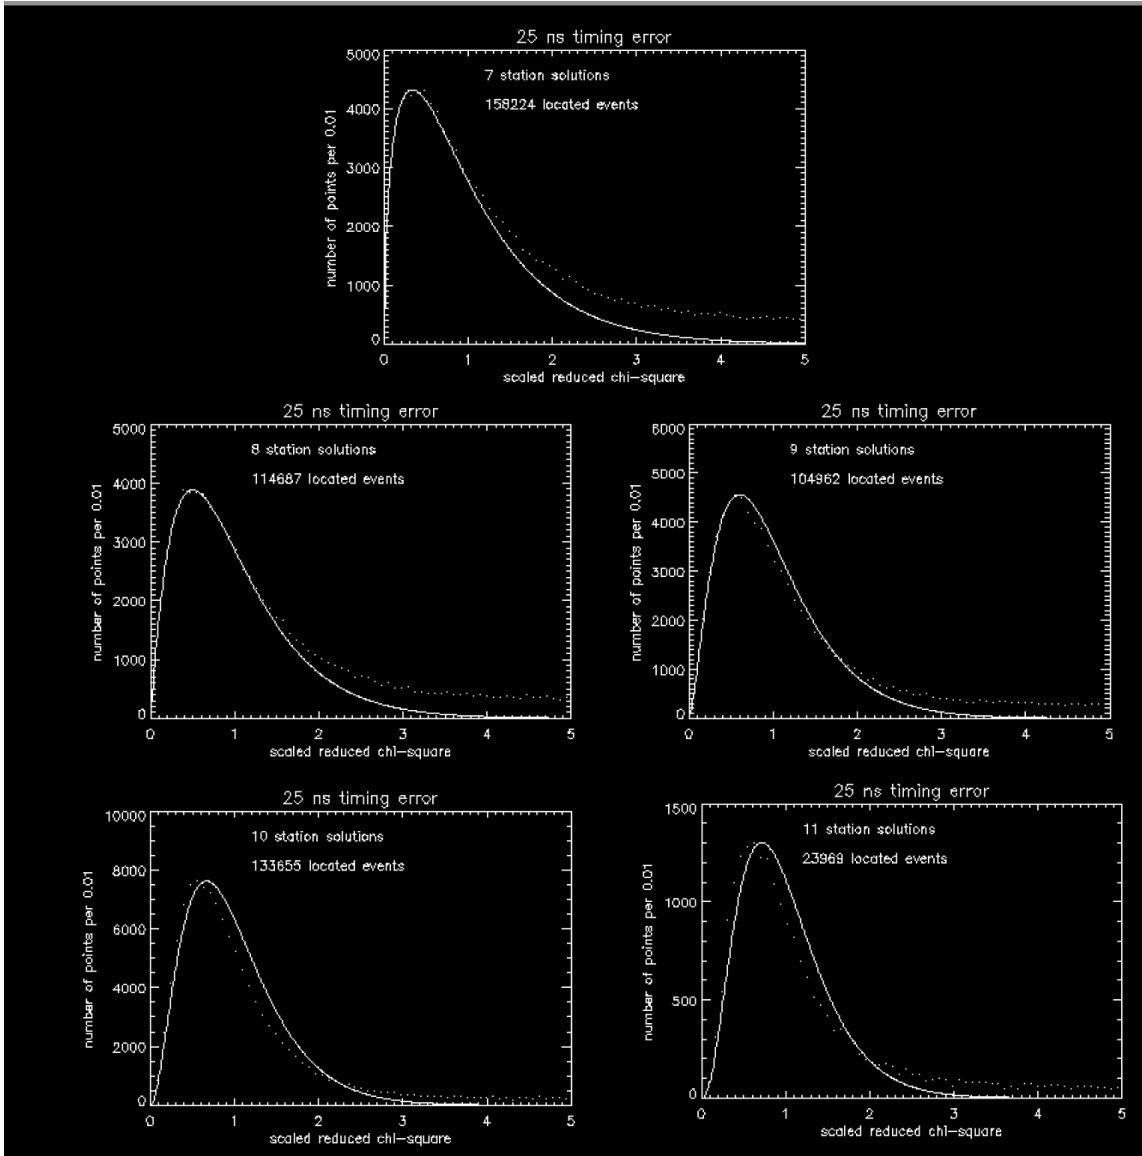 25 ns timing error
7 station solutions
158224 located events
number of points per 0.01
5000
4000
3000
2000
1000
0
0 1 2 3 4 5
scaled reduced chi-square
25 ns timing error
8 station solutions
114687 located events
number of points per 0.01
5000
4000
3000
2000
1000
0
0 1 2 3 4 5
scaled reduced chi-square
25 ns timing error
9 station solutions
104962 located events
number of points per 0.01
6000
5000
4000
3000
2000
1000
0
0 1 2 3 4 5
scaled reduced chi-square
25 ns timing error
10 station solutions
133655 located events
number of points per 0.01
10000
8000
6000
4000
2000
0
0 1 2 3 4 5
scaled reduced chi-square
25 ns timing error
11 station solutions
23969 located events
number of points per 0.01
1500
1000
500
0
0 1 2 3 4 5
scaled reduced chi-square